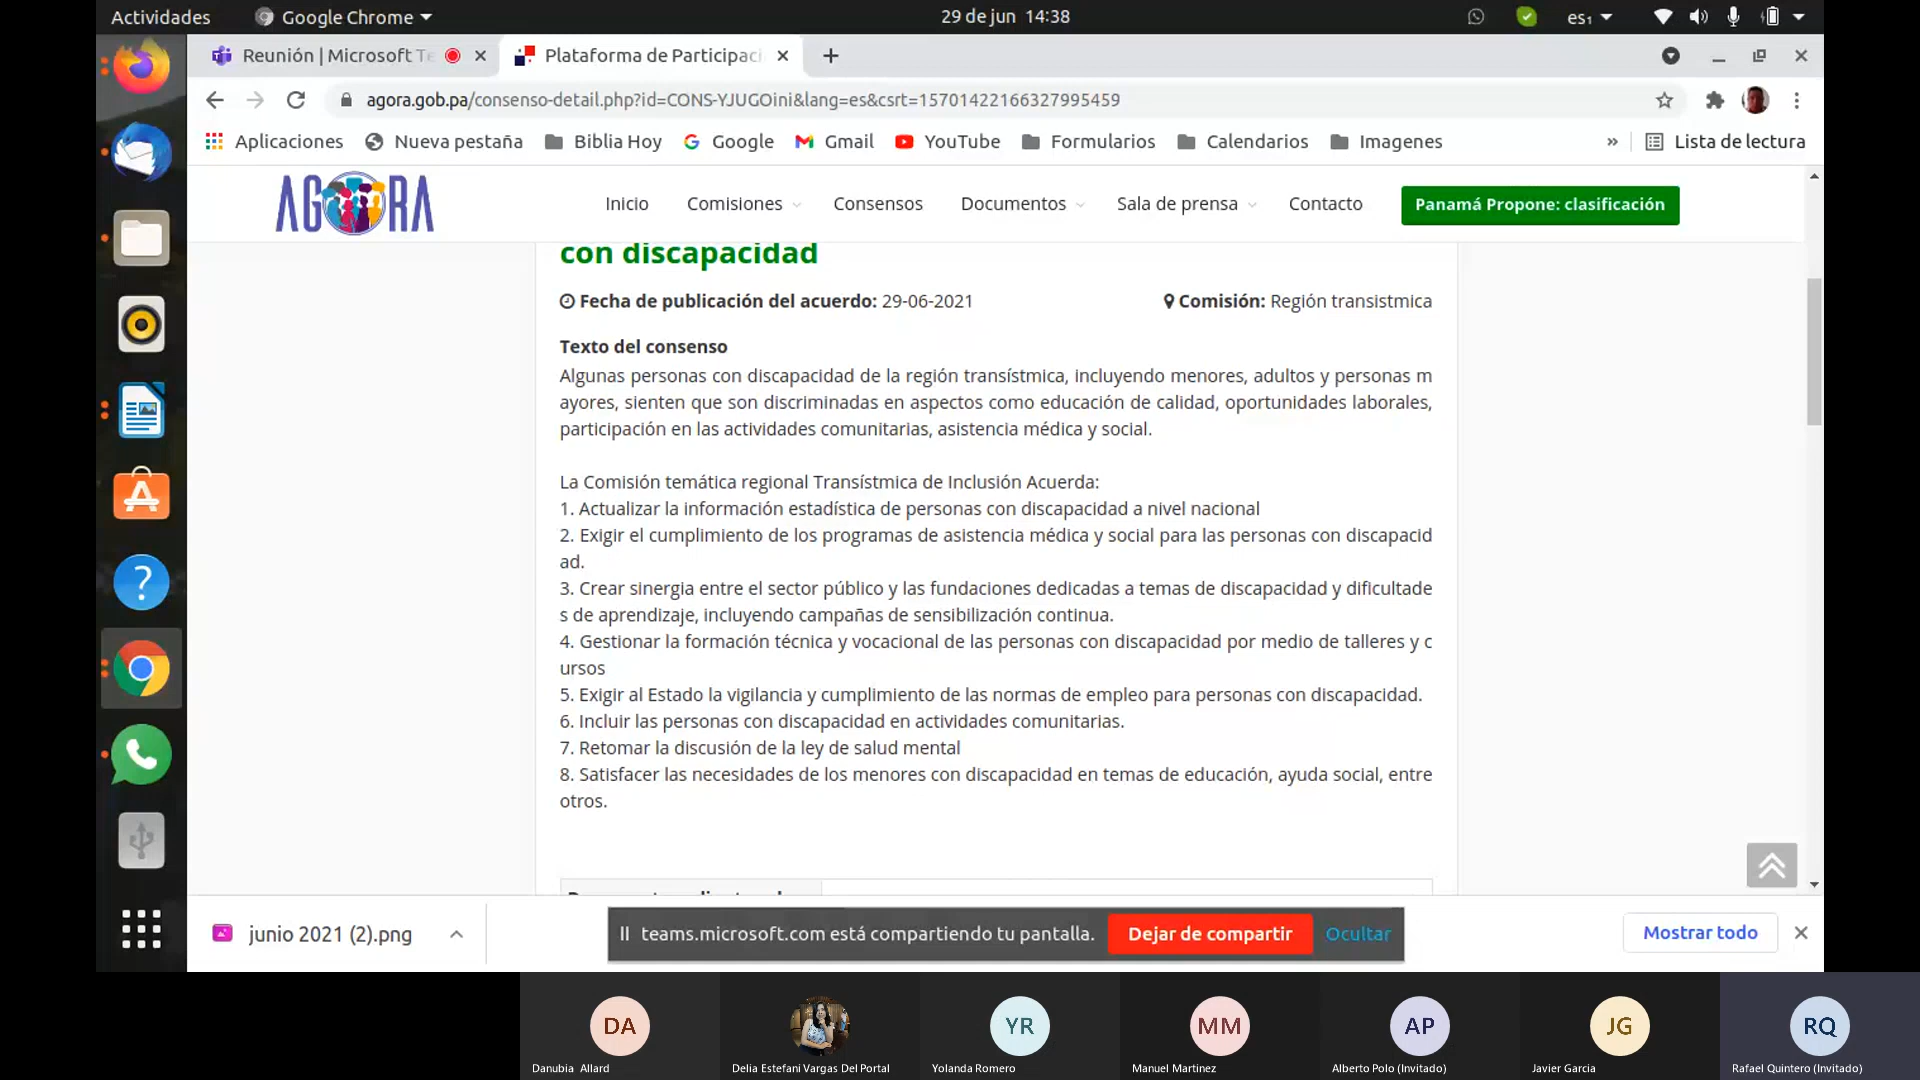 Actividades
Google Chrome
29 de jun 14:38
es₁
Reunión | Microsoft Te
Plataforma de Participaci
agora.gob.pa/consenso-detail.php?id=CONS-YJUGOini&lang=es&csrt=15701422166327995459
Aplicaciones
Nueva pestaña
Biblia Hoy
Google
Gmail
YouTube
Formularios
Calendarios
Imagenes
»
Lista de lectura
AGORA
Inicio
Comisiones
Consensos
Documentos
Sala de prensa
Contacto
Panamá Propone: clasificación
con discapacidad
Fecha de publicación del acuerdo: 29-06-2021
Comisión: Región transistmica
Texto del consenso
Algunas personas con discapacidad de la región transístmica, incluyendo menores, adultos y personas m
ayores, sienten que son discriminadas en aspectos como educación de calidad, oportunidades laborales,
participación en las actividades comunitarias, asistencia médica y social.
La Comisión temática regional Transístmica de Inclusión Acuerda:
1. Actualizar la información estadística de personas con discapacidad a nivel nacional
2. Exigir el cumplimiento de los programas de asistencia médica y social para las personas con discapacid
ad.
3. Crear sinergia entre el sector público y las fundaciones dedicadas a temas de discapacidad y dificultade
s de aprendizaje, incluyendo campañas de sensibilización continua.
4. Gestionar la formación técnica y vocacional de las personas con discapacidad por medio de talleres y c
ursos
5. Exigir al Estado la vigilancia y cumplimiento de las normas de empleo para personas con discapacidad.
6. Incluir las personas con discapacidad en actividades comunitarias.
7. Retomar la discusión de la ley de salud mental
8. Satisfacer las necesidades de los menores con discapacidad en temas de educación, ayuda social, entre
otros.
junio 2021 (2).png
teams.microsoft.com está compartiendo tu pantalla.
Dejar de compartir
Ocultar
Mostrar todo
DA
YR
MM
AP
JG
RQ
Danubia Allard
Delia Estefani Vargas Del Portal
Yolanda Romero
Manuel Martinez
Alberto Polo (Invitado)
Javier Garcia
Rafael Quintero (Invitado)